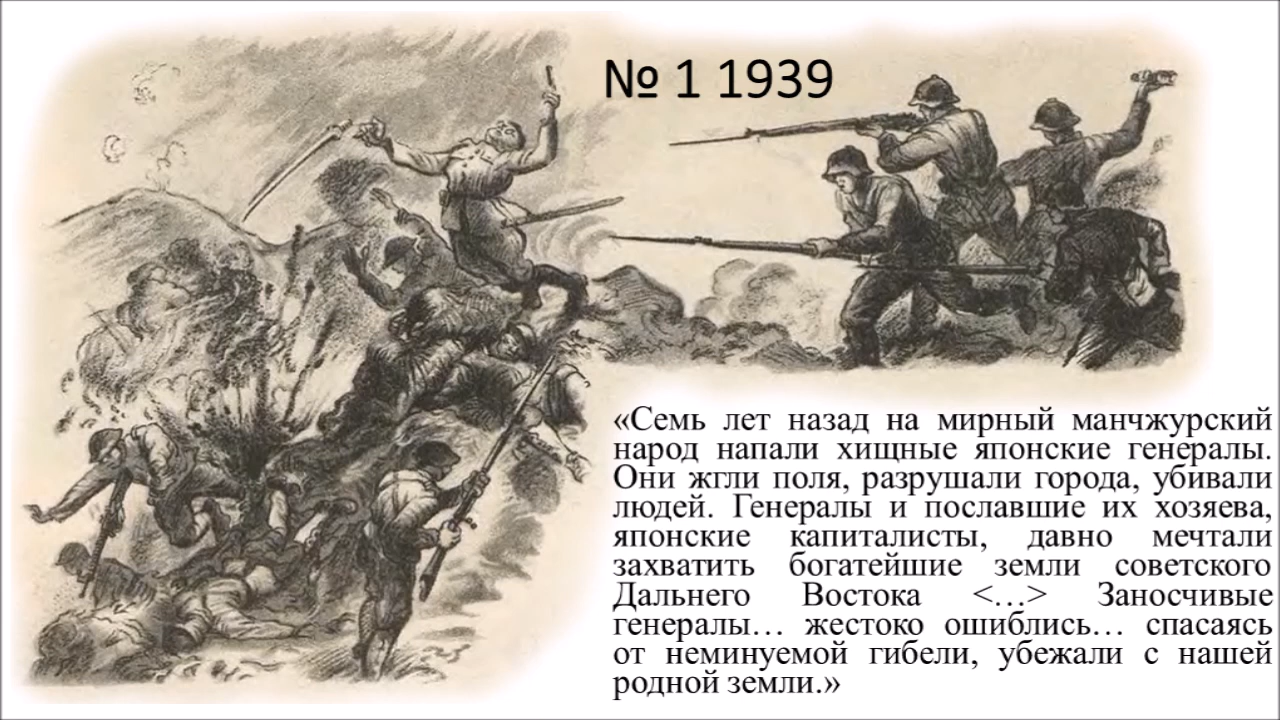 № 1 1939
«Семь лет назад на мирный манчжурский
народ напали хищные японские генералы.
Они жгли поля, разрушали города, убивали
людей. Генералы и пославшие их хозяева,
японские капиталисты, давно мечтали
захватить богатейшие земли советского
Дальнего Востока <…> Заносчивые
генералы… жестоко ошиблись… спасаясь
от неминуемой гибели, убежали с нашей
родной земли.»